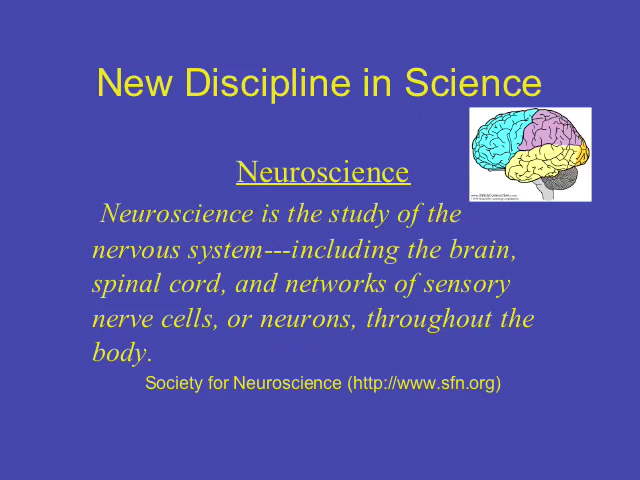 New Discipline in Science
Neuroscience
Neuroscience is the study of the
nervous system---including the brain,
spinal cord, and networks of sensory
nerve cells, or neurons, throughout the
body.
Society for Neuroscience (http://www.sfn.org)